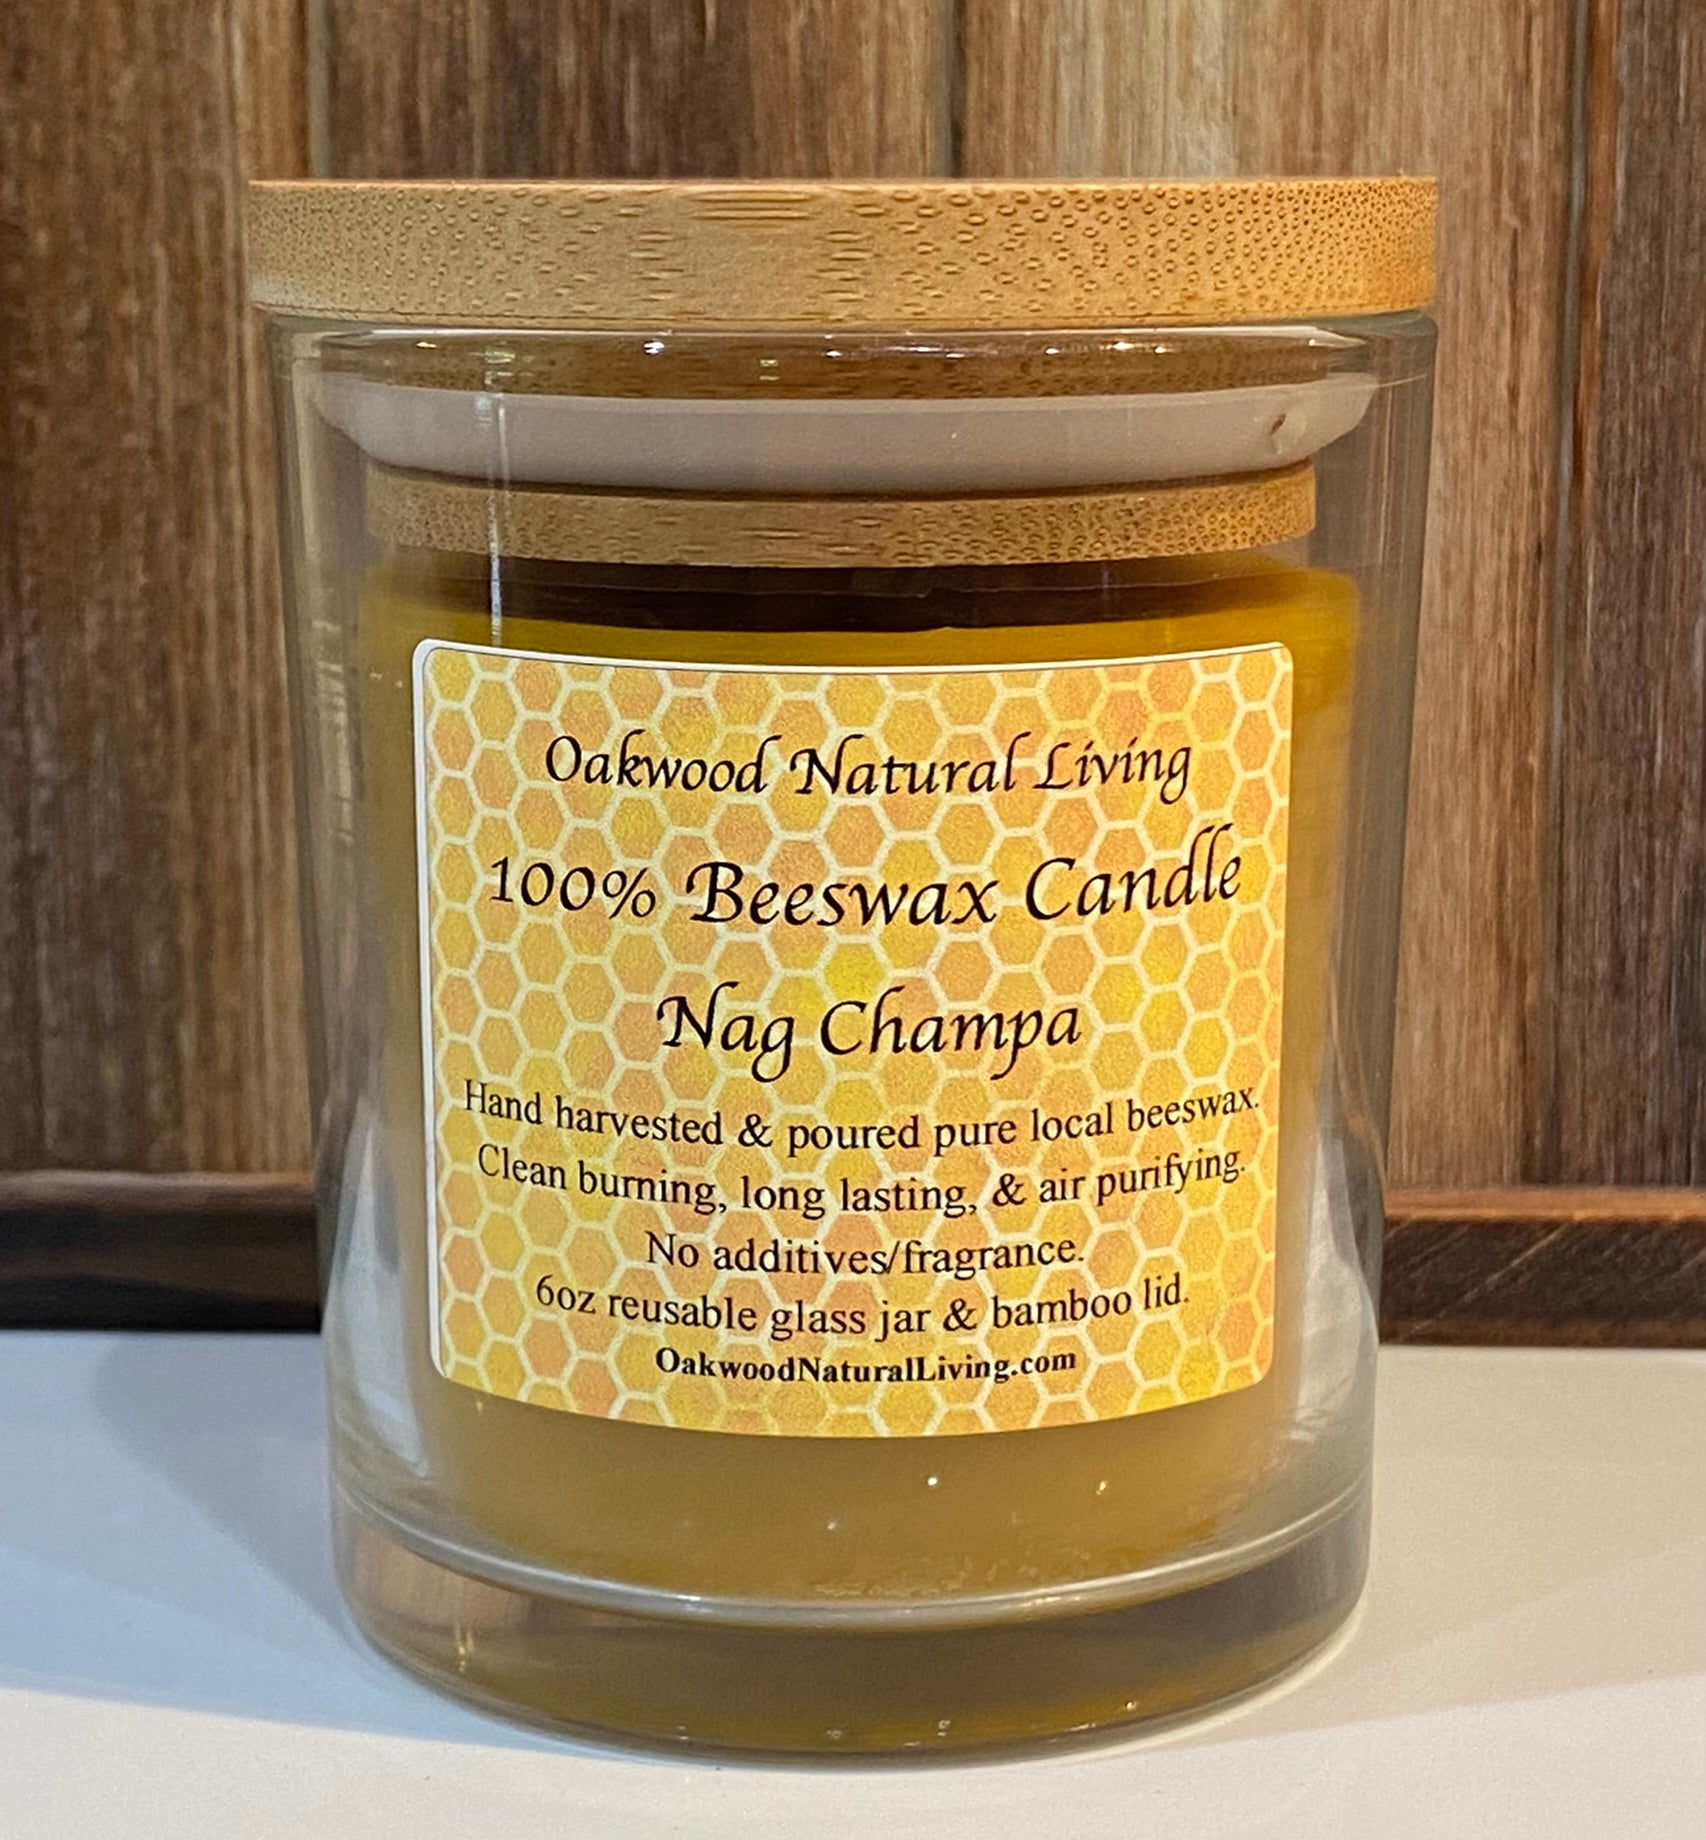 Oakwood Natural Living
100% Beeswax Candle
Nag Champa
Hand harvested & poured pure local beeswax.
Clean burning, long lasting, & air purifying.
No additives/fragrance.
6oz reusable glass jar & bamboo lid.
OakwoodNaturalLiving.com